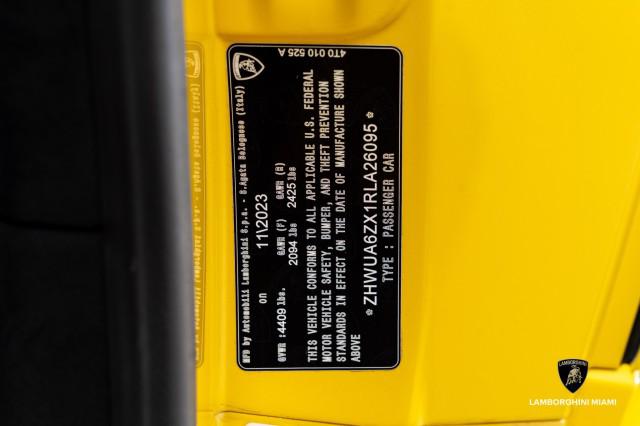 4T0 010 525 A
MFD by Automobili Lamborghini S.p.a. - S.Agata Bolognese (Italy)
on 11\2023
GVWR :4409 lbs. GAWR (F) GAWR (R)
2094 lbs 2425 lbs
THIS VEHICLE CONFORMS TO ALL APPLICABLE U.S. FEDERAL
MOTOR VEHICLE SAFETY, BUMPER, AND THEFT PREVENTION
STANDARDS IN EFFECT ON THE DATE OF MANUFACTURE SHOWN
ABOVE
*ZHWUA6ZX1RLA26095*
TYPE : PASSENGER CAR
LAMBORGHINI
LAMBORGHINI MIAMI